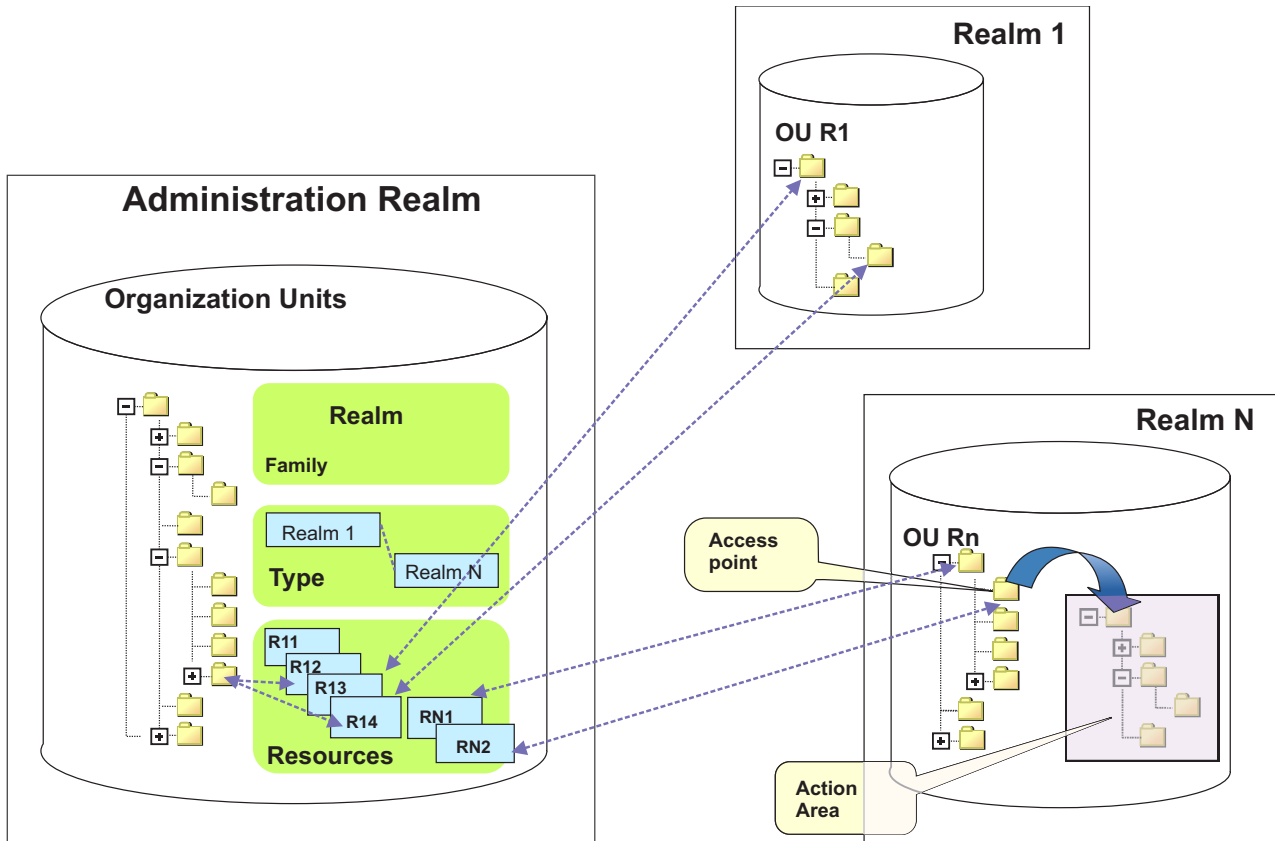 Realm 1
OU R1
Administration Realm
Organization Units
Realm
Family
Realm 1
Realm N
Type
R11
R12
R13
R14
RN1
RN2
Resources
Realm N
OU Rn
Access
point
Action
Area